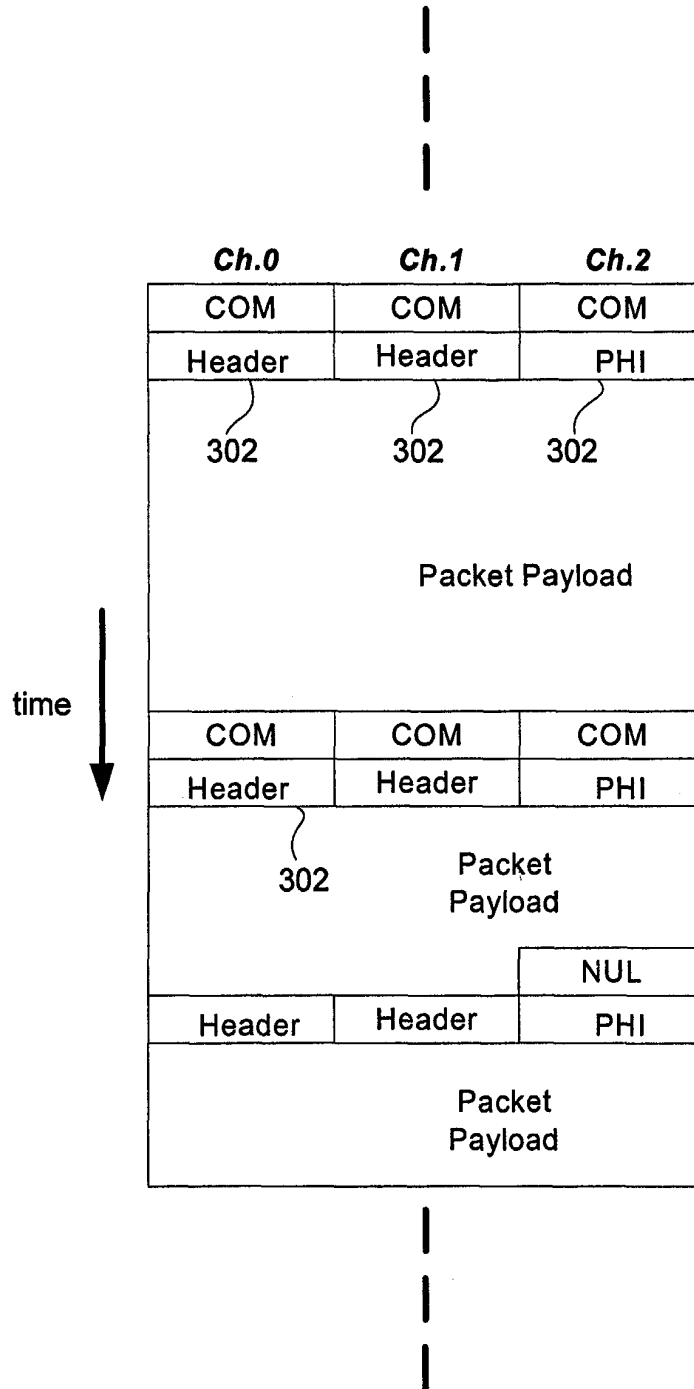 Ch.0 Ch.1 Ch.2
COM COM COM
Header Header PHI
302 302 302
Packet Payload
time
COM COM COM
Header Header PHI
302
Packet
Payload
NUL
Header Header PHI
Packet
Payload